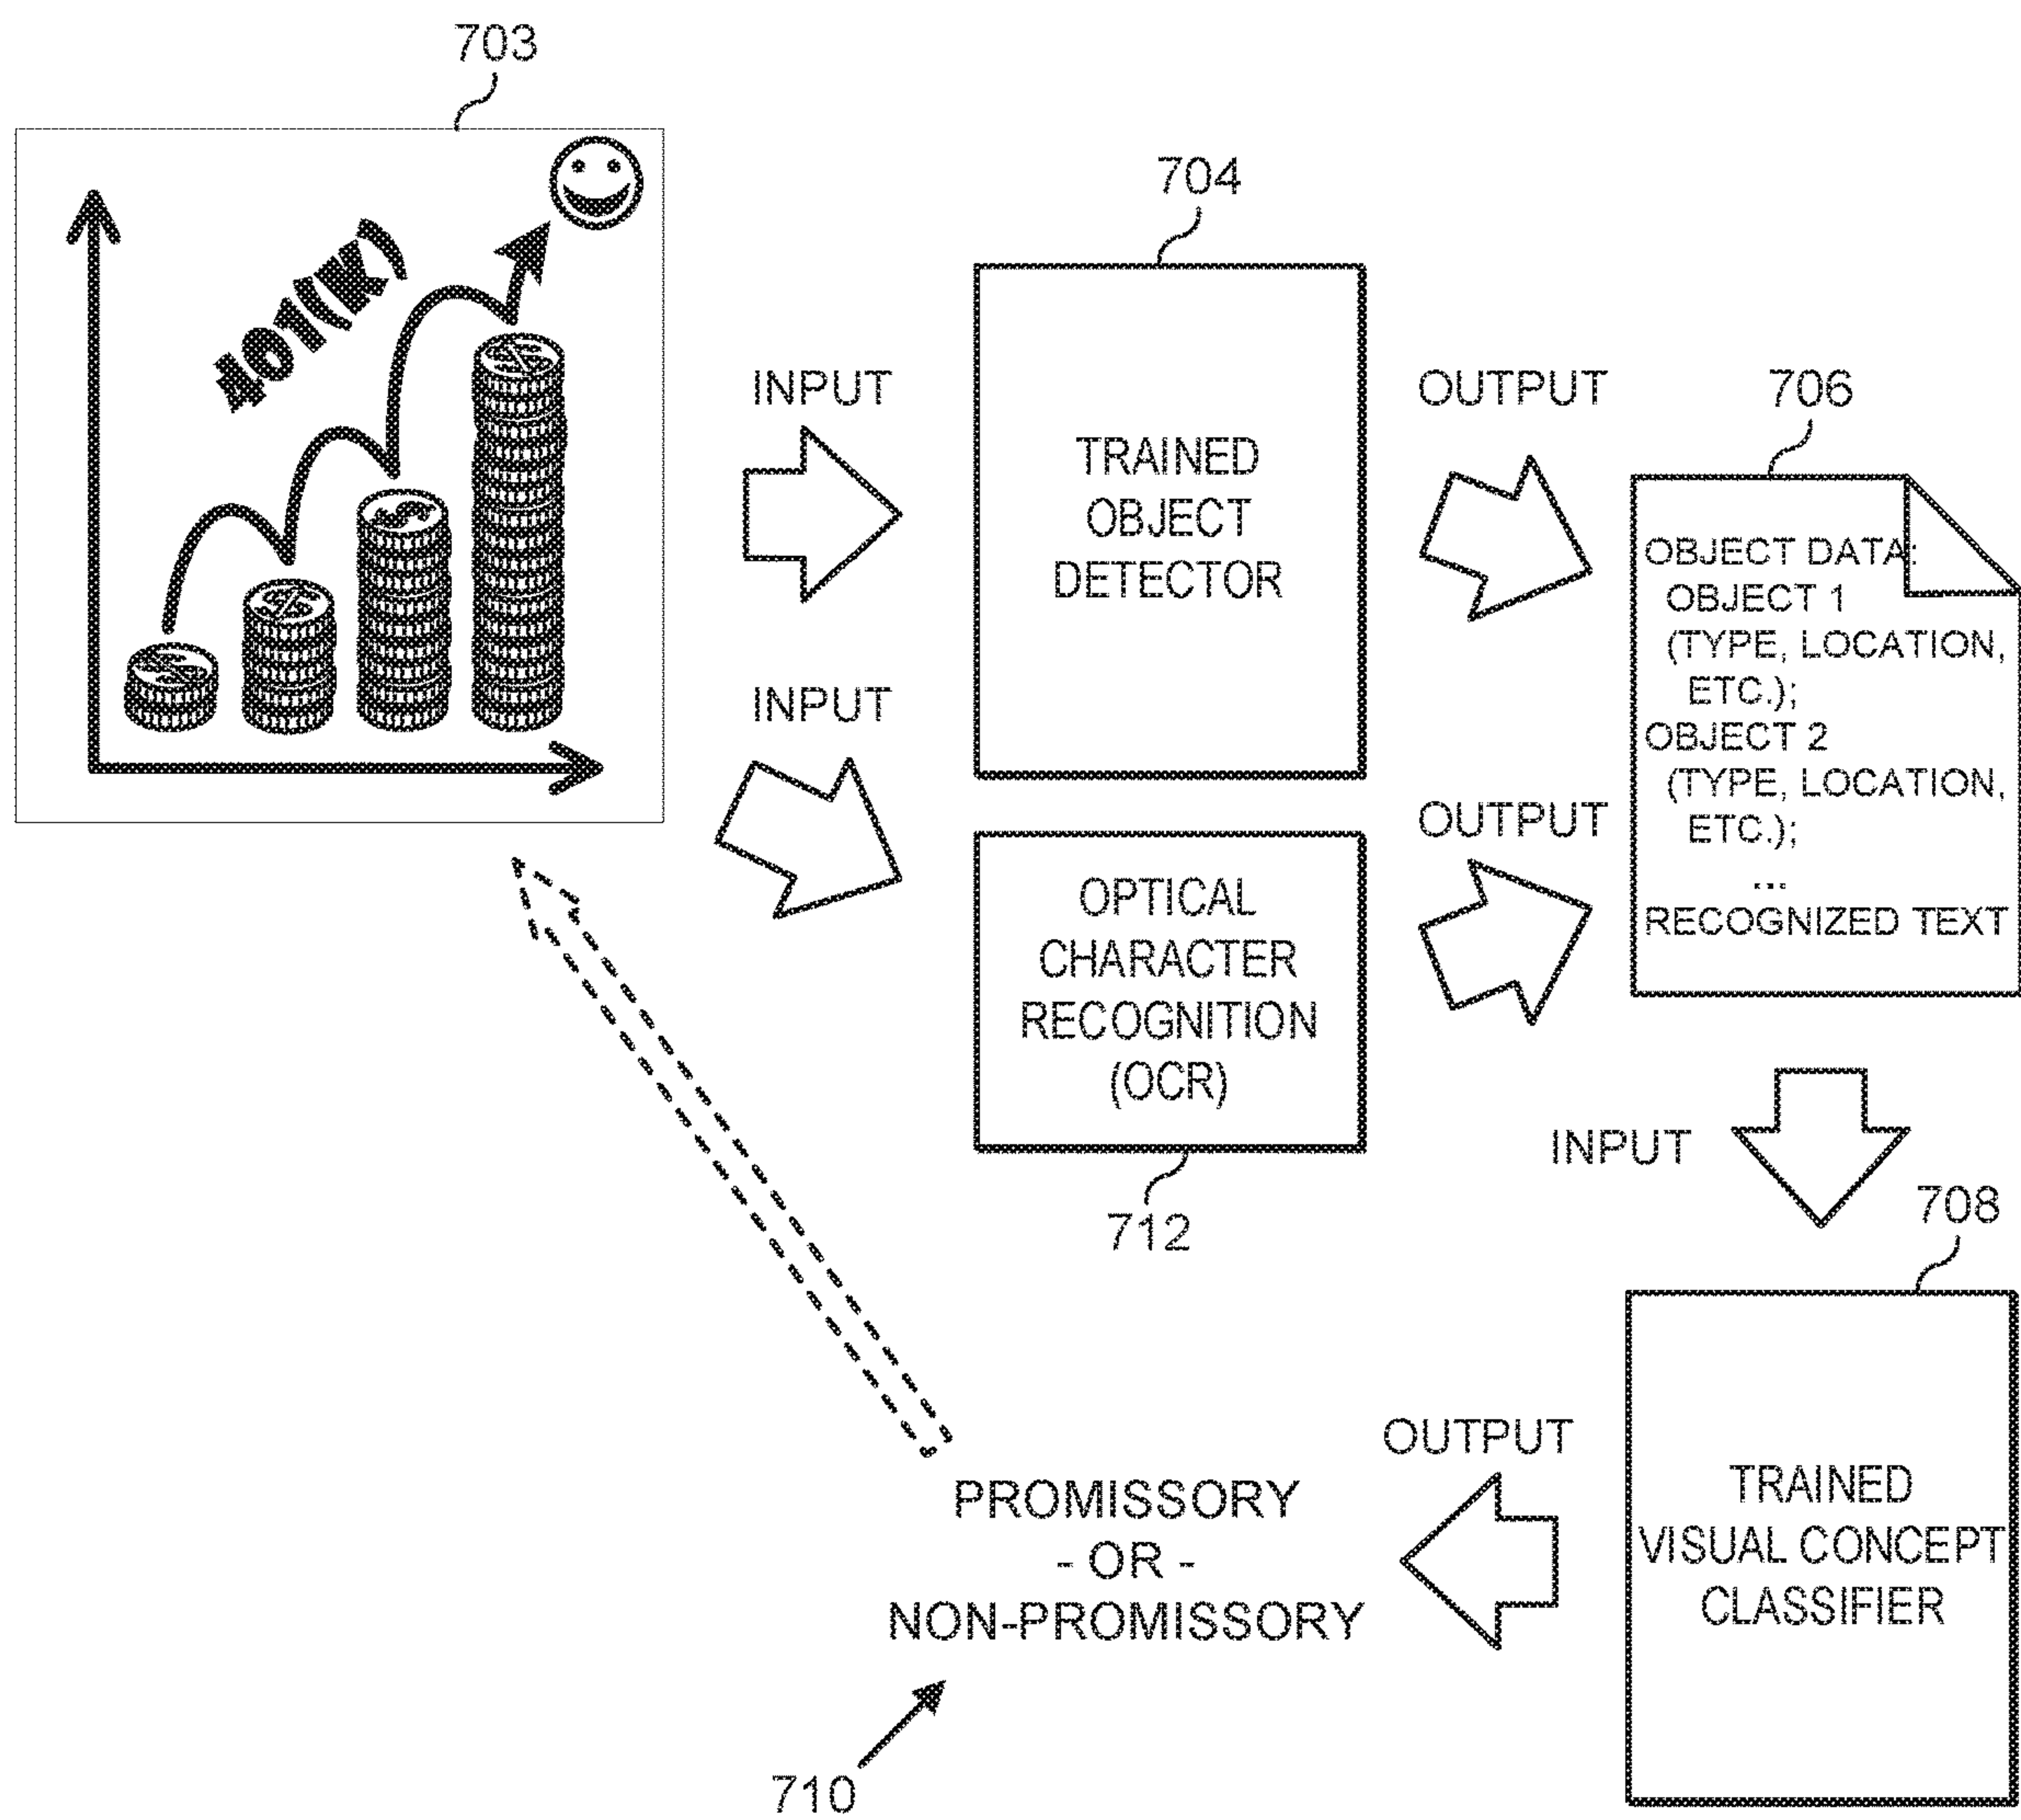 703
401(K)
704
INPUT
TRAINED
OBJECT
DETECTOR
OUTPUT
706
OBJECT DATA:
OBJECT 1
(TYPE, LOCATION,
ETC.);
OBJECT 2
(TYPE, LOCATION,
ETC.);
...
RECOGNIZED TEXT
INPUT
OPTICAL
CHARACTER
RECOGNITION
(OCR)
712
OUTPUT
INPUT
708
TRAINED
VISUAL CONCEPT
CLASSIFIER
OUTPUT
PROMISSORY
- OR -
NON-PROMISSORY
710